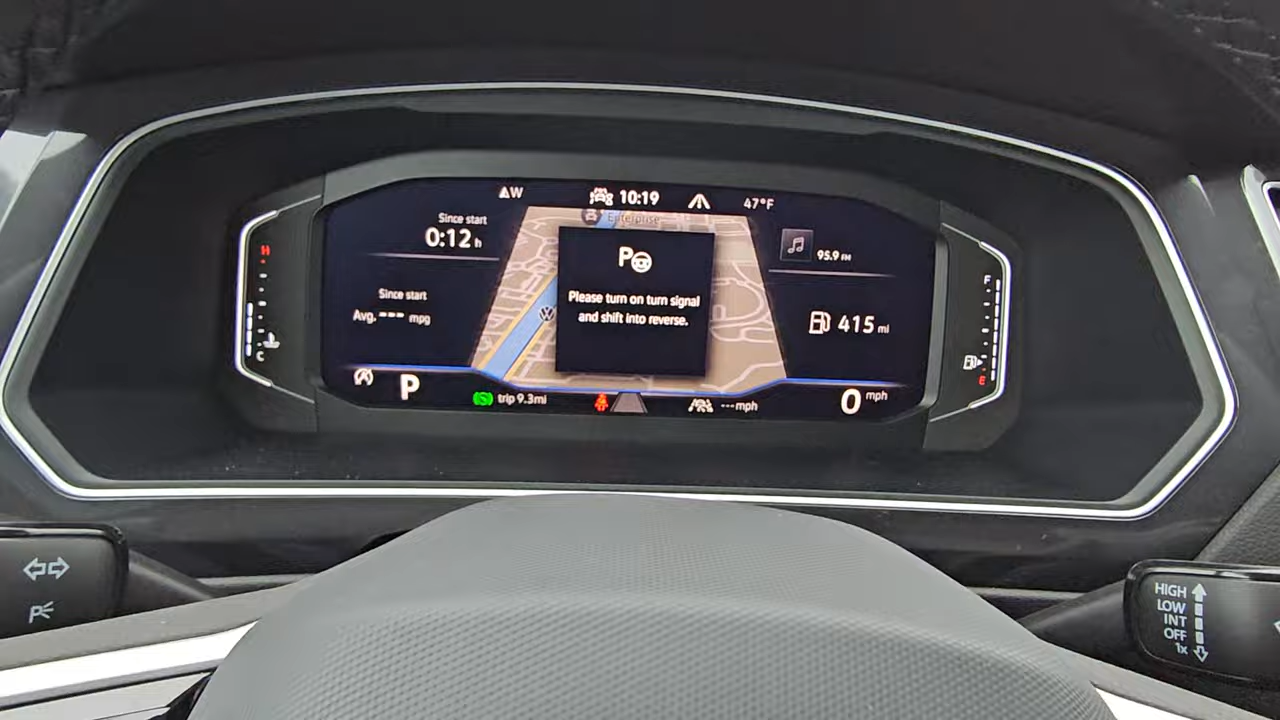 W
10:19
47°F
Since start
0:12 h
Enterprise
95.9 FM
P
Please turn on turn signal
and shift into reverse.
Since start
Avg. --- mpg
415 mi
H
C
F
E
P
trip 9.3mi
--- mph
0 mph
HIGH
LOW
INT
OFF
1x